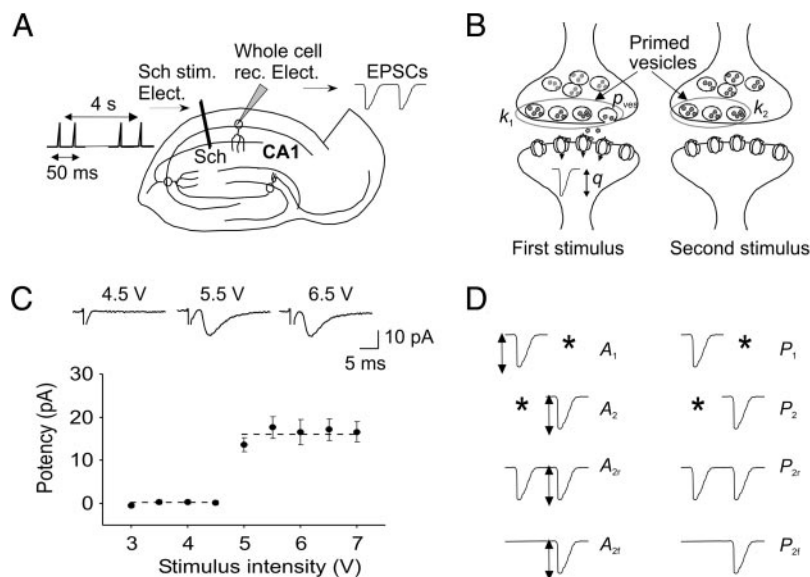 A
Sch stim.
Elect.
Whole cell
rec. Elect.
EPSCs
4 s
50 ms
Sch
CA1
B
Primed
vesicles
k1
pves
k2
q
First stimulus
Second stimulus
C
4.5 V
5.5 V
6.5 V
10 pA
5 ms
Potency (pA)
30
20
10
0
3
4
5
6
7
Stimulus intensity (V)
D
* A1
* P1
* A2
* P2
A2r
P2r
A2f
P2f